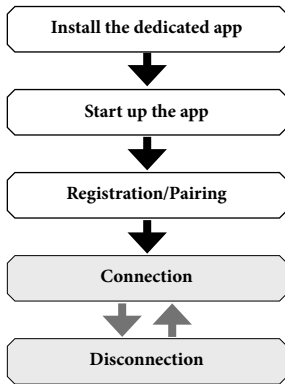 Install the dedicated app
Start up the app
Registration/Pairing
Connection
Disconnection